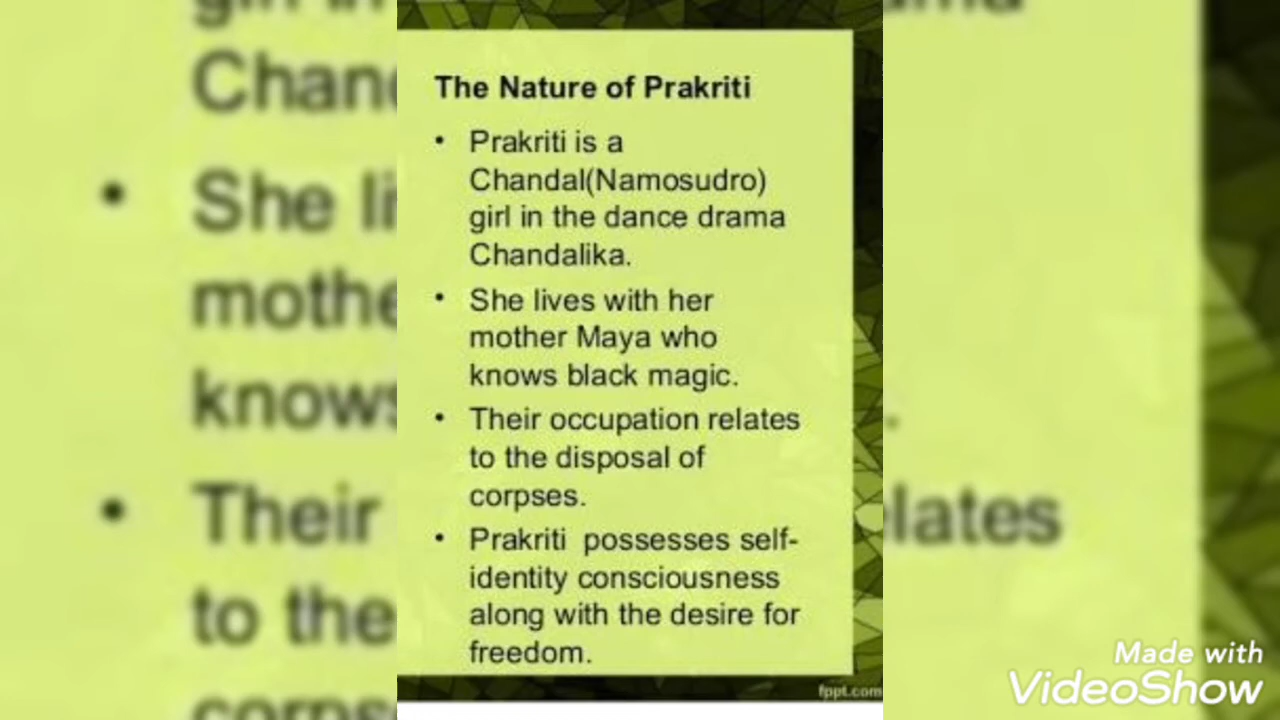 The Nature of Prakriti
• Prakriti is a
Chandal(Namosudro)
girl in the dance drama
Chandalika.
• She lives with her
mother Maya who
knows black magic.
• Their occupation relates
to the disposal of
corpses.
• Prakriti possesses self-
identity consciousness
along with the desire for
freedom.
fppt.com
Made with
VideoShow